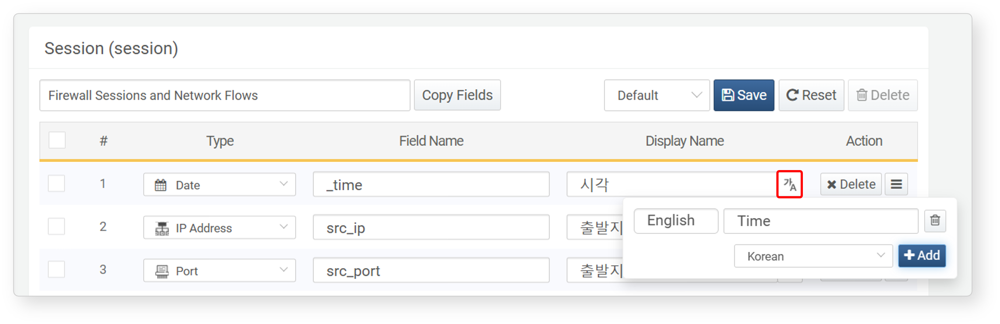 Session (session)
Firewall Sessions and Network Flows Copy Fields Default Save Reset Delete
# Type Field Name Display Name Action
1 Date _time 시각 가A Delete
English Time
2 IP Address src_ip 출발지
Korean Add
3 Port src_port 출발지